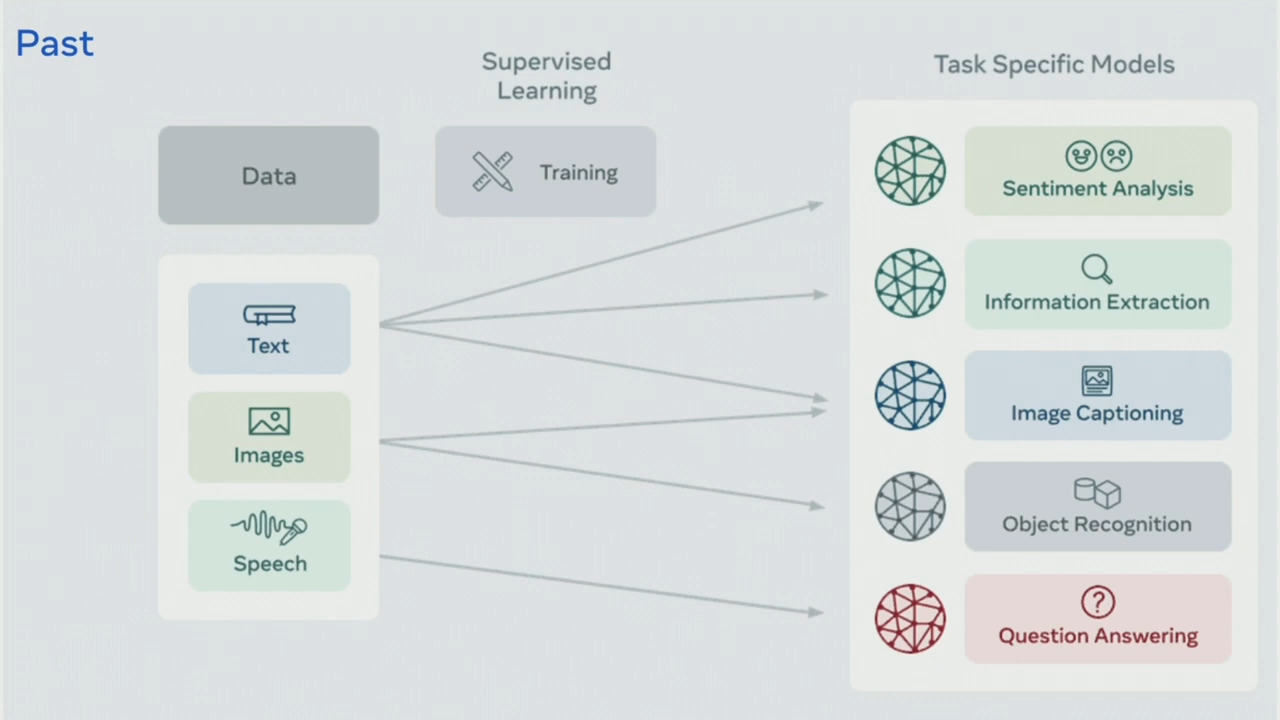 Past
Supervised
Learning
Task Specific Models
Data
Training
Text
Images
Speech
Sentiment Analysis
Information Extraction
Image Captioning
Object Recognition
?
Question Answering